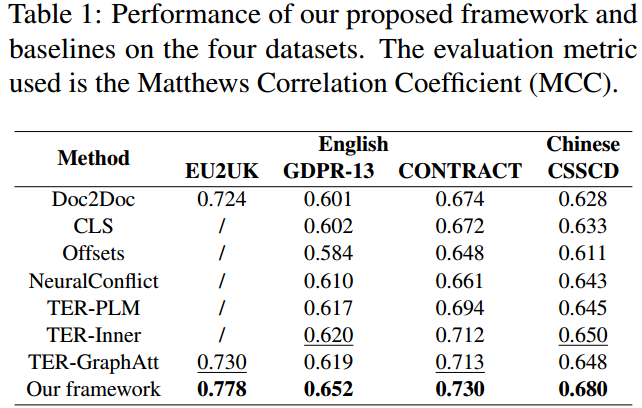 Table 1: Performance of our proposed framework and
baselines on the four datasets. The evaluation metric
used is the Matthews Correlation Coefficient (MCC).
Method English Chinese
EU2UK GDPR-13 CONTRACT CSSCD
Doc2Doc 0.724 0.601 0.674 0.628
CLS / 0.602 0.672 0.633
Offsets / 0.584 0.648 0.611
NeuralConflict / 0.610 0.661 0.643
TER-PLM / 0.617 0.694 0.645
TER-Inner / 0.620 0.712 0.650
TER-GraphAtt 0.730 0.619 0.713 0.648
Our framework 0.778 0.652 0.730 0.680